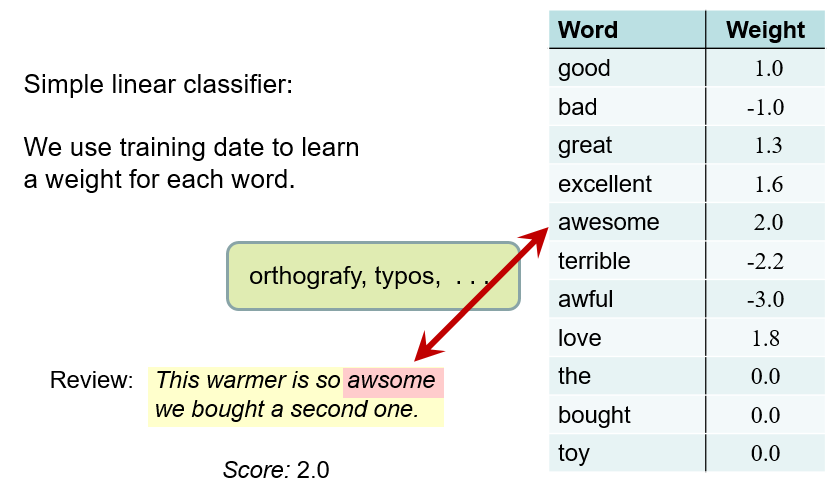 Simple linear classifier:
We use training date to learn
a weight for each word.
orthografy, typos, . . .
Review: This warmer is so awsome
we bought a second one.
Score: 2.0
Word Weight
good 1.0
bad -1.0
great 1.3
excellent 1.6
awesome 2.0
terrible -2.2
awful -3.0
love 1.8
the 0.0
bought 0.0
toy 0.0